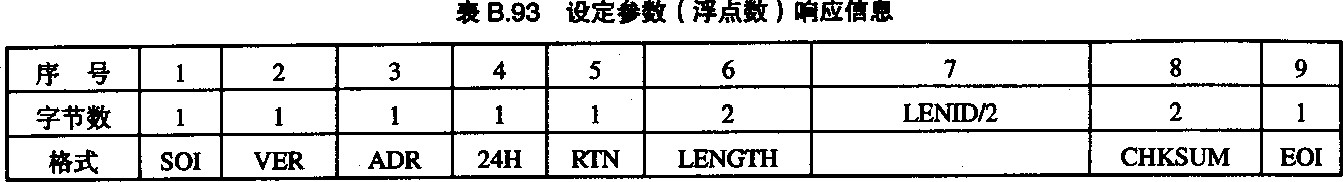 表 B.93 设定参数（浮点数）响应信息
序 号 1 2 3 4 5 6 7 8 9
字节数 1 1 1 1 1 2 LENID/2 2 1
格式 SOI VER ADR 24H RTN LENGTH CHKSUM EOI